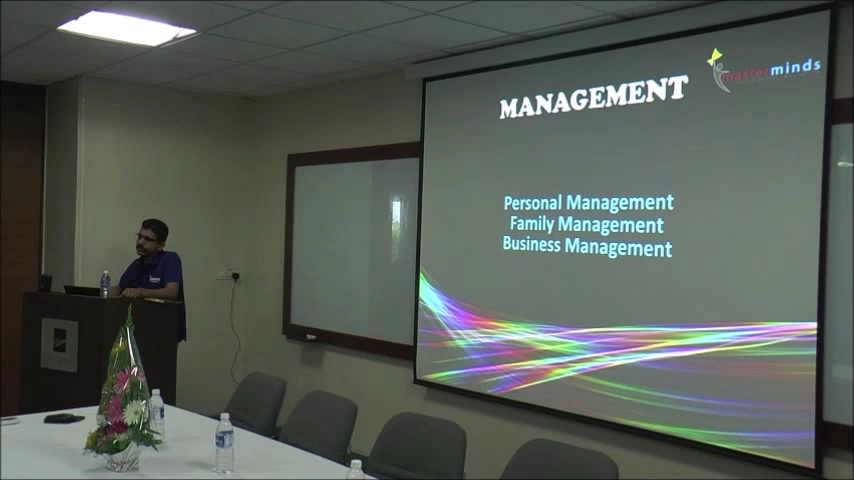 masterminds
MANAGEMENT
Personal Management
Family Management
Business Management